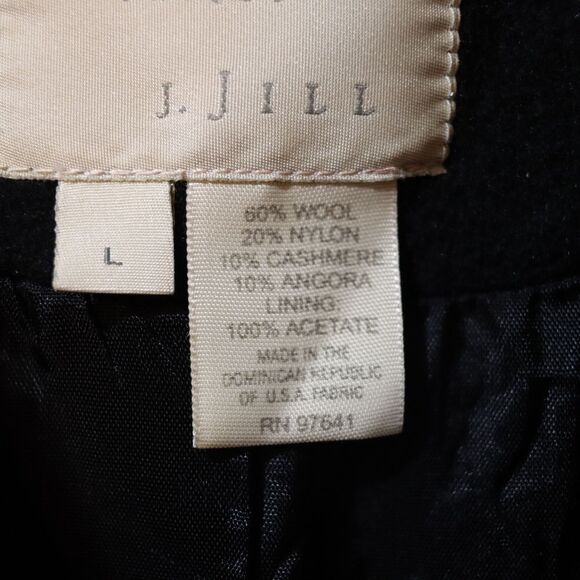 J. JILL
L
60% WOOL
20% NYLON
10% CASHMERE
10% ANGORA
LINING:
100% ACETATE
MADE IN THE
DOMINICAN REPUBLIC
OF U.S.A. FABRIC
RN 97641